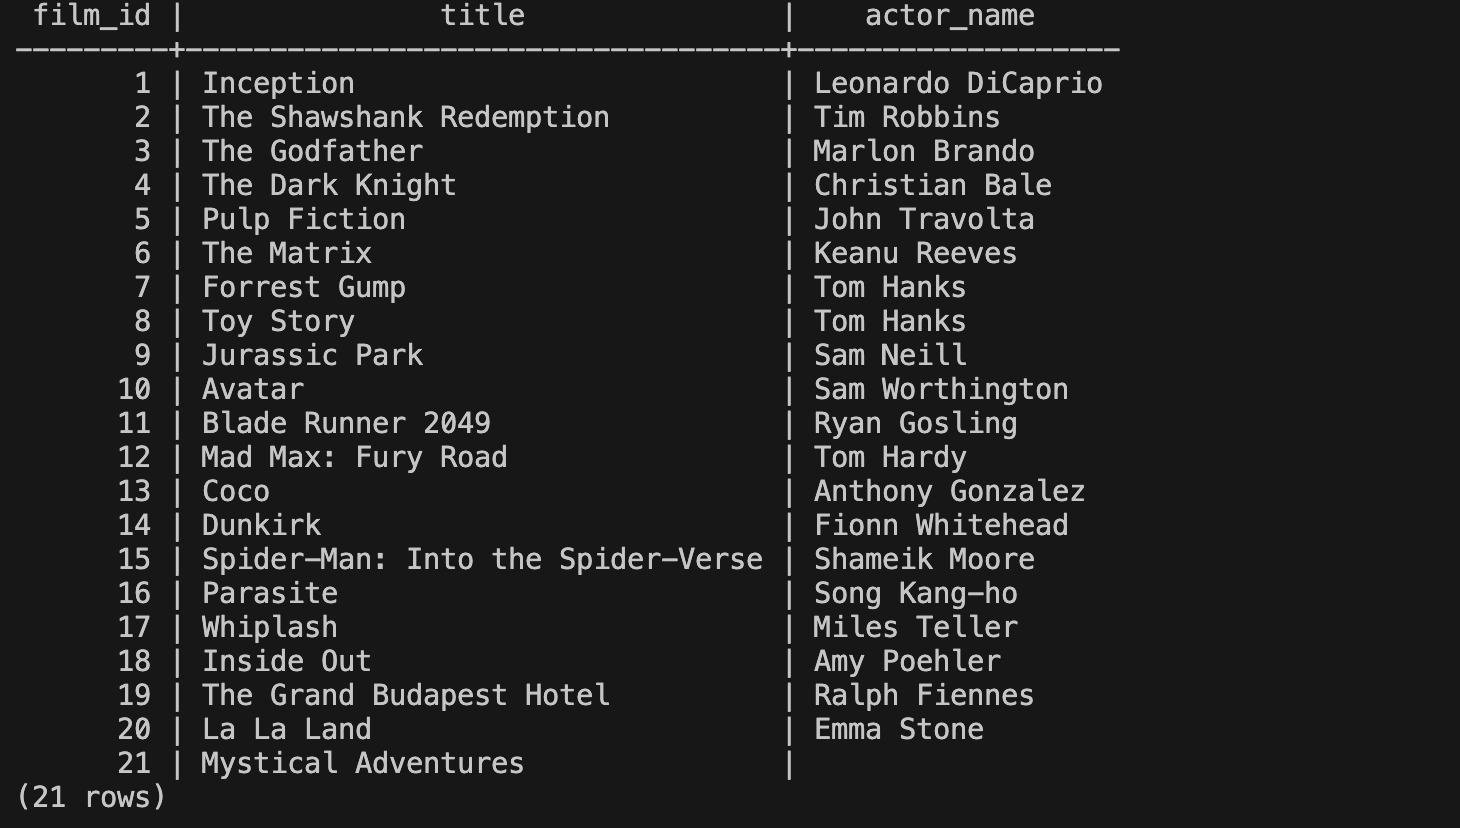 film_id | title | actor_name
---------+-----------------------------------+-------------------
1 | Inception | Leonardo DiCaprio
2 | The Shawshank Redemption | Tim Robbins
3 | The Godfather | Marlon Brando
4 | The Dark Knight | Christian Bale
5 | Pulp Fiction | John Travolta
6 | The Matrix | Keanu Reeves
7 | Forrest Gump | Tom Hanks
8 | Toy Story | Tom Hanks
9 | Jurassic Park | Sam Neill
10 | Avatar | Sam Worthington
11 | Blade Runner 2049 | Ryan Gosling
12 | Mad Max: Fury Road | Tom Hardy
13 | Coco | Anthony Gonzalez
14 | Dunkirk | Fionn Whitehead
15 | Spider-Man: Into the Spider-Verse | Shameik Moore
16 | Parasite | Song Kang-ho
17 | Whiplash | Miles Teller
18 | Inside Out | Amy Poehler
19 | The Grand Budapest Hotel | Ralph Fiennes
20 | La La Land | Emma Stone
21 | Mystical Adventures |
(21 rows)